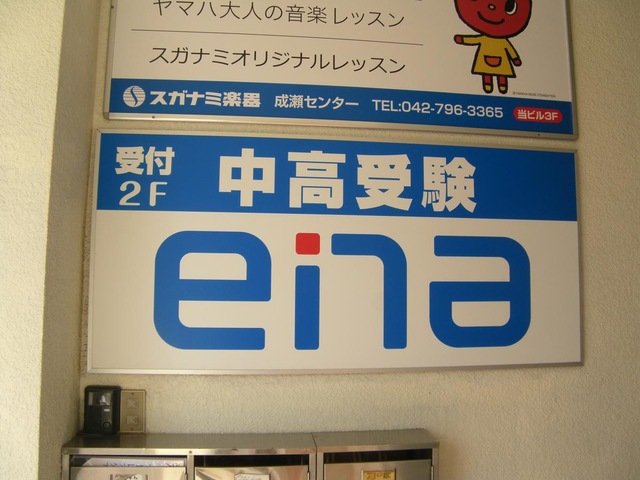 ヤマハ大人の音楽レッスン
スガナミオリジナルレッスン
スガナミ楽器 成瀬センター TEL:042-796-3365 当ビル3F
受付 中高受験
2F
ena